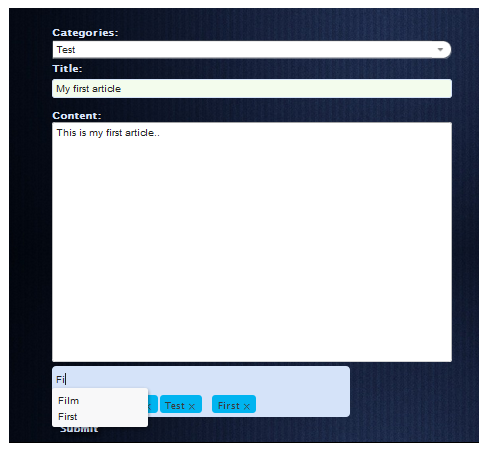 Categories:
Test
Title:
My first article
Content:
This is my first article..
Fi
Film
First
x Test x First x
Submit